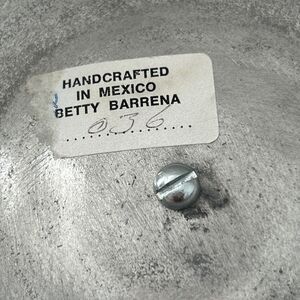 HANDCRAFTED
IN MEXICO
BETTY BARRENA
036